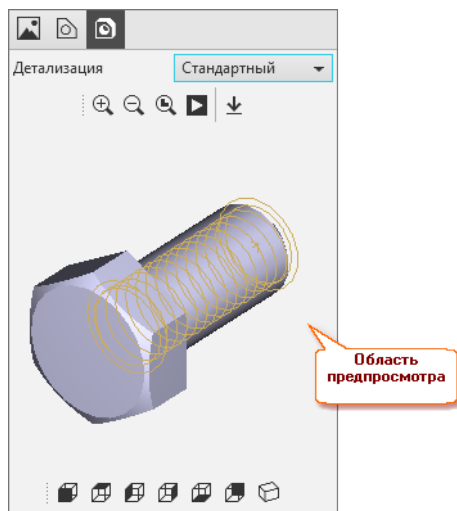 Детализация Стандартный
Область
предпросмотра